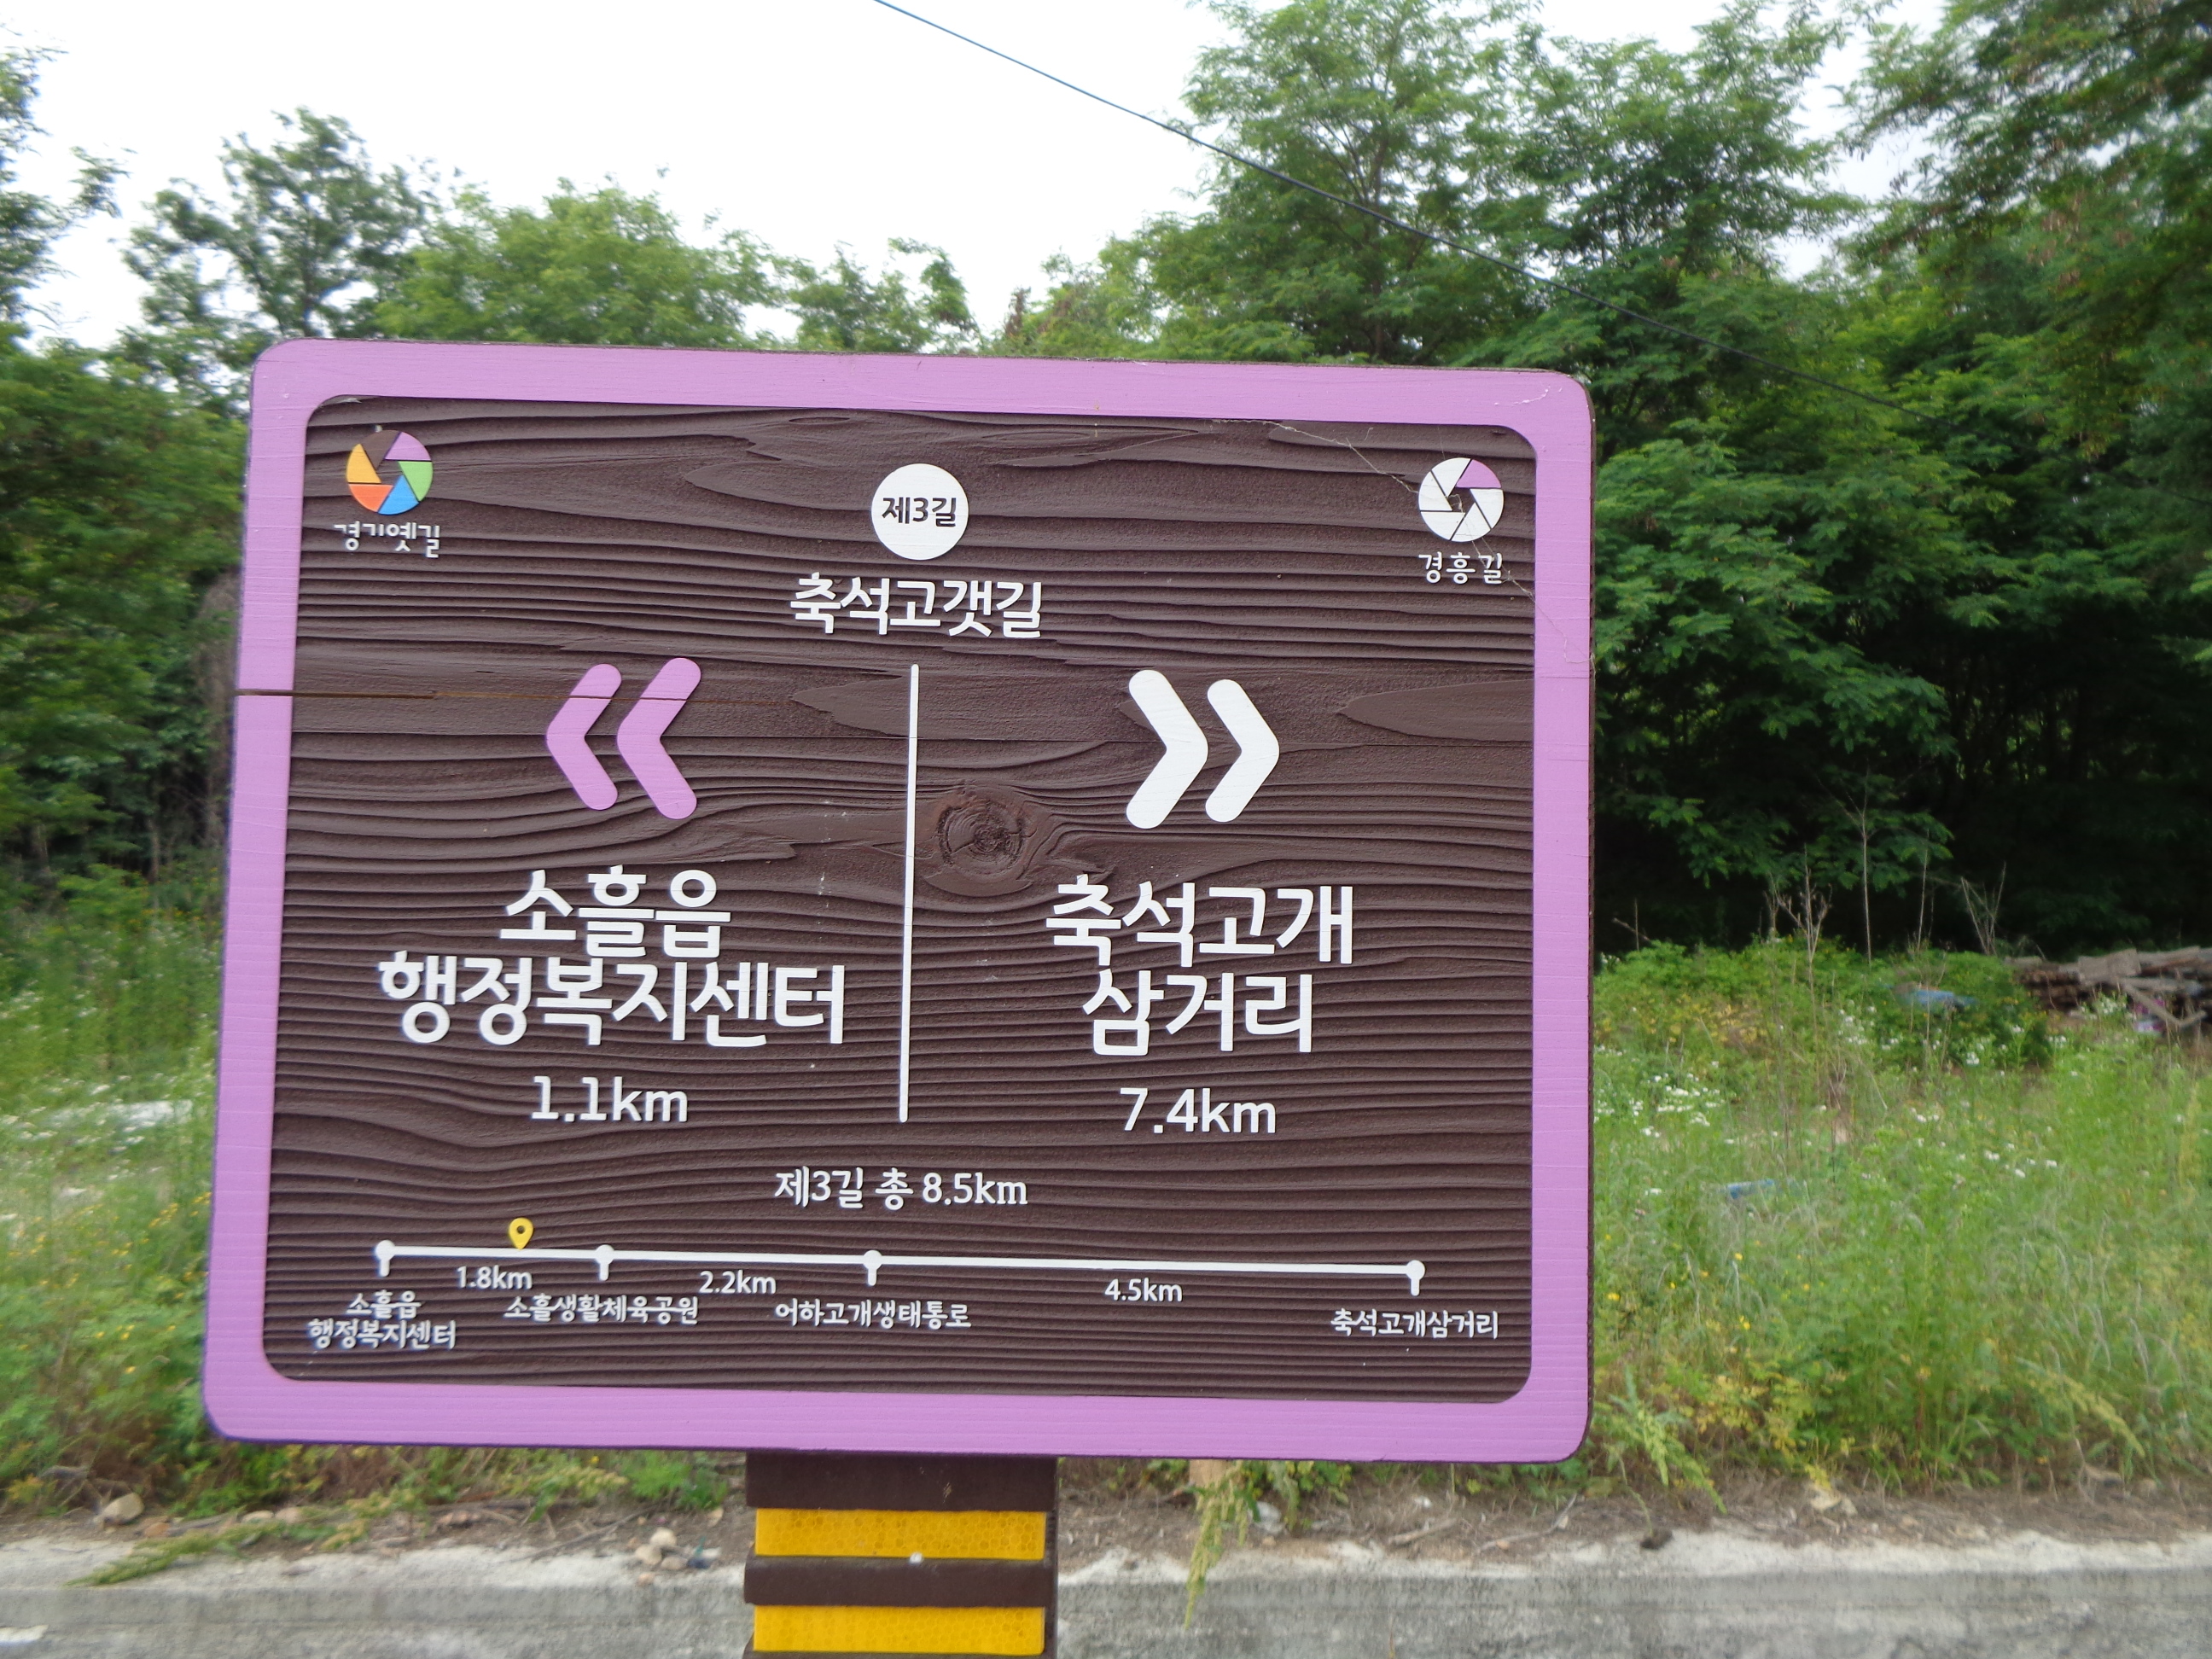 경기옛길
제3길
경흥길
축석고갯길
소흘읍
행정복지센터
1.1km
축석고개
삼거리
7.4km
제3길 총 8.5km
1.8km
2.2km
4.5km
소흘읍
행정복지센터
소흘생활체육공원
어하고개생태통로
축석고개삼거리